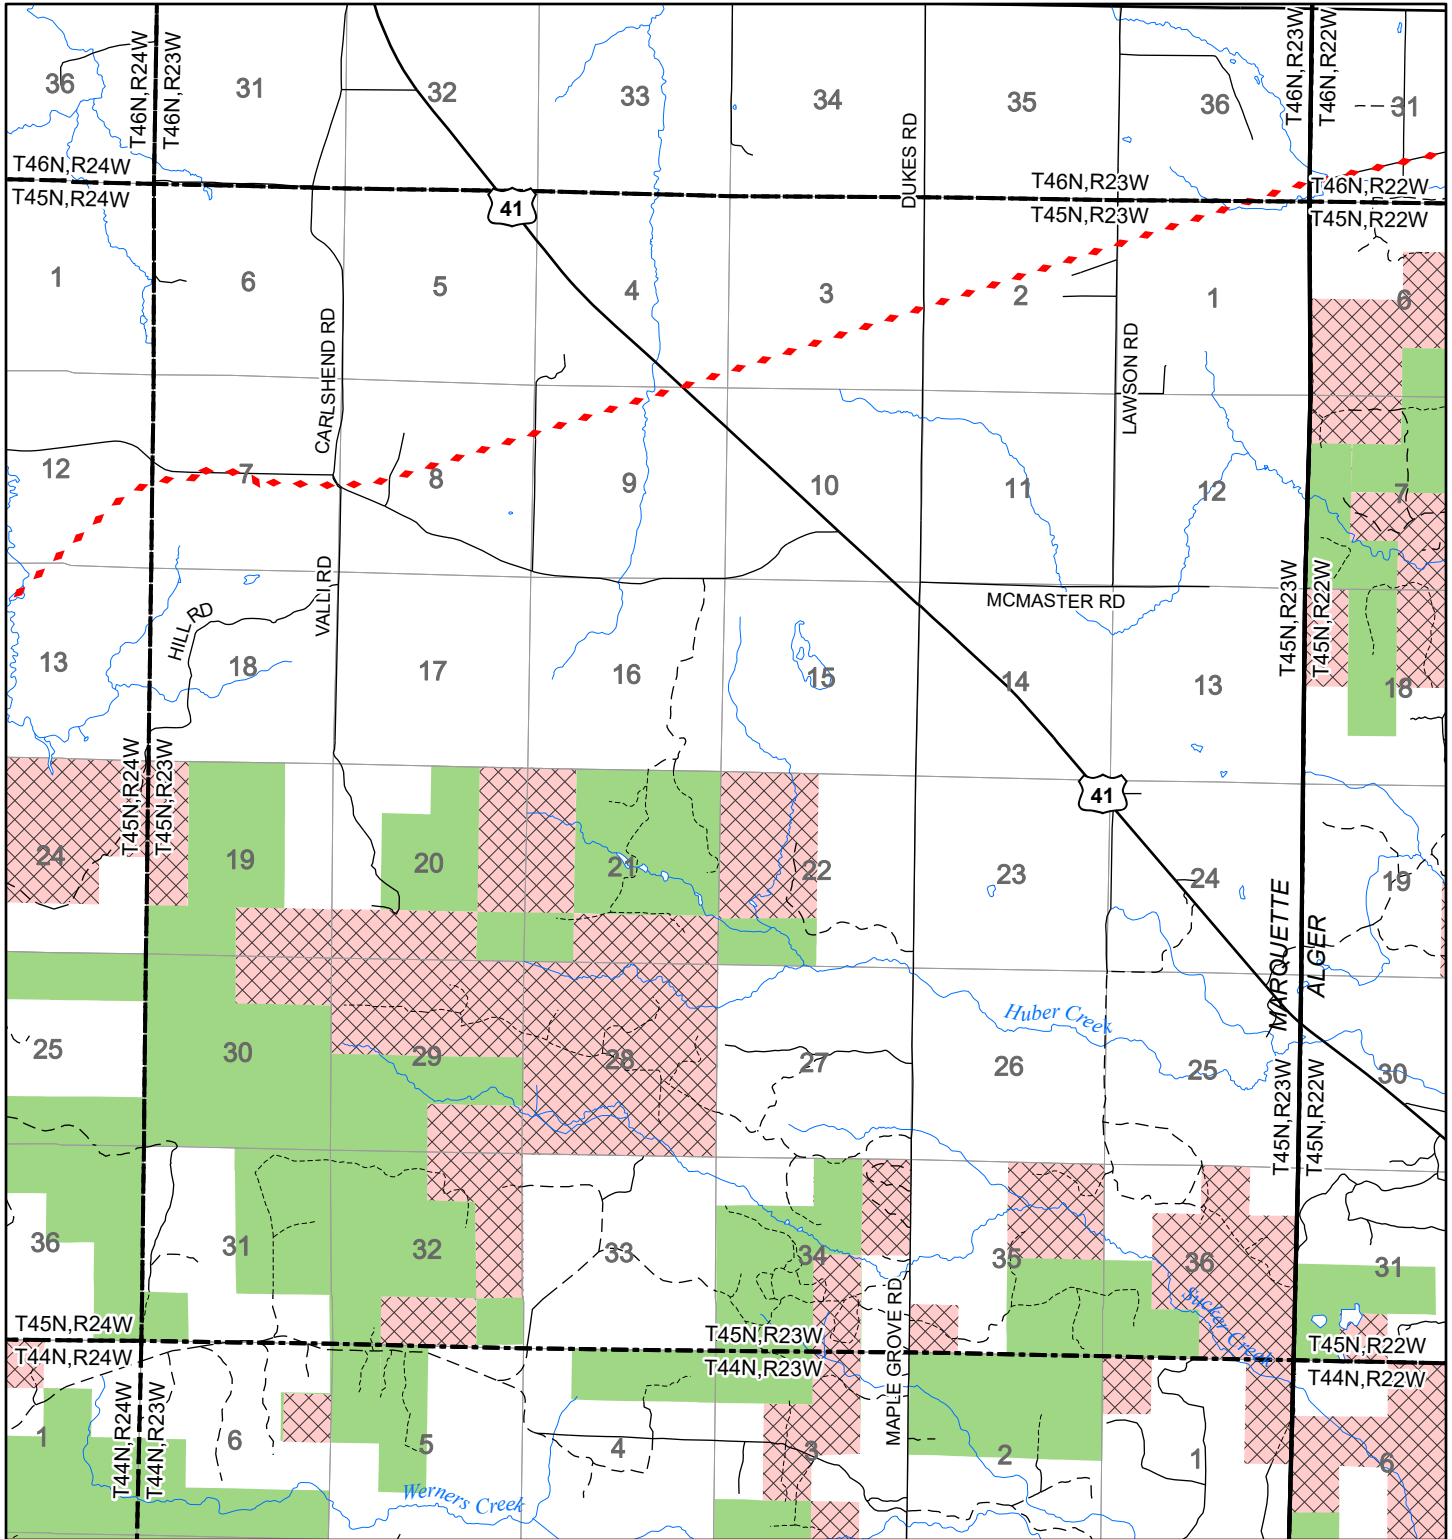 36
31
32
33
34
35
36
31
T46N,R24W
T46N,R23W
T46N,R23W
T46N,R22W
DUKES RD
T46N,R24W
T45N,R24W
T46N,R23W
T45N,R23W
T46N,R22W
T45N,R22W
41
1
6
5
4
3
2
1
6
CARLSHEND RD
LAWSON RD
12
7
8
9
10
11
12
7
VALLI RD
HILL RD
MCMASTER RD
T45N,R23W
T45N,R22W
13
18
17
16
15
14
13
18
T45N,R24W
T45N,R23W
41
24
19
20
21
22
23
24
19
MARQUETTE
ALGER
Huber Creek
25
30
29
28
27
26
25
30
T45N,R23W
T45N,R22W
36
31
32
33
34
35
36
31
Sucker Creek
MAPLE GROVE RD
T45N,R24W
T44N,R24W
T45N,R23W
T44N,R23W
T45N,R22W
T44N,R22W
T44N,R24W
T44N,R23W
1
6
5
4
3
2
1
6
Werners Creek